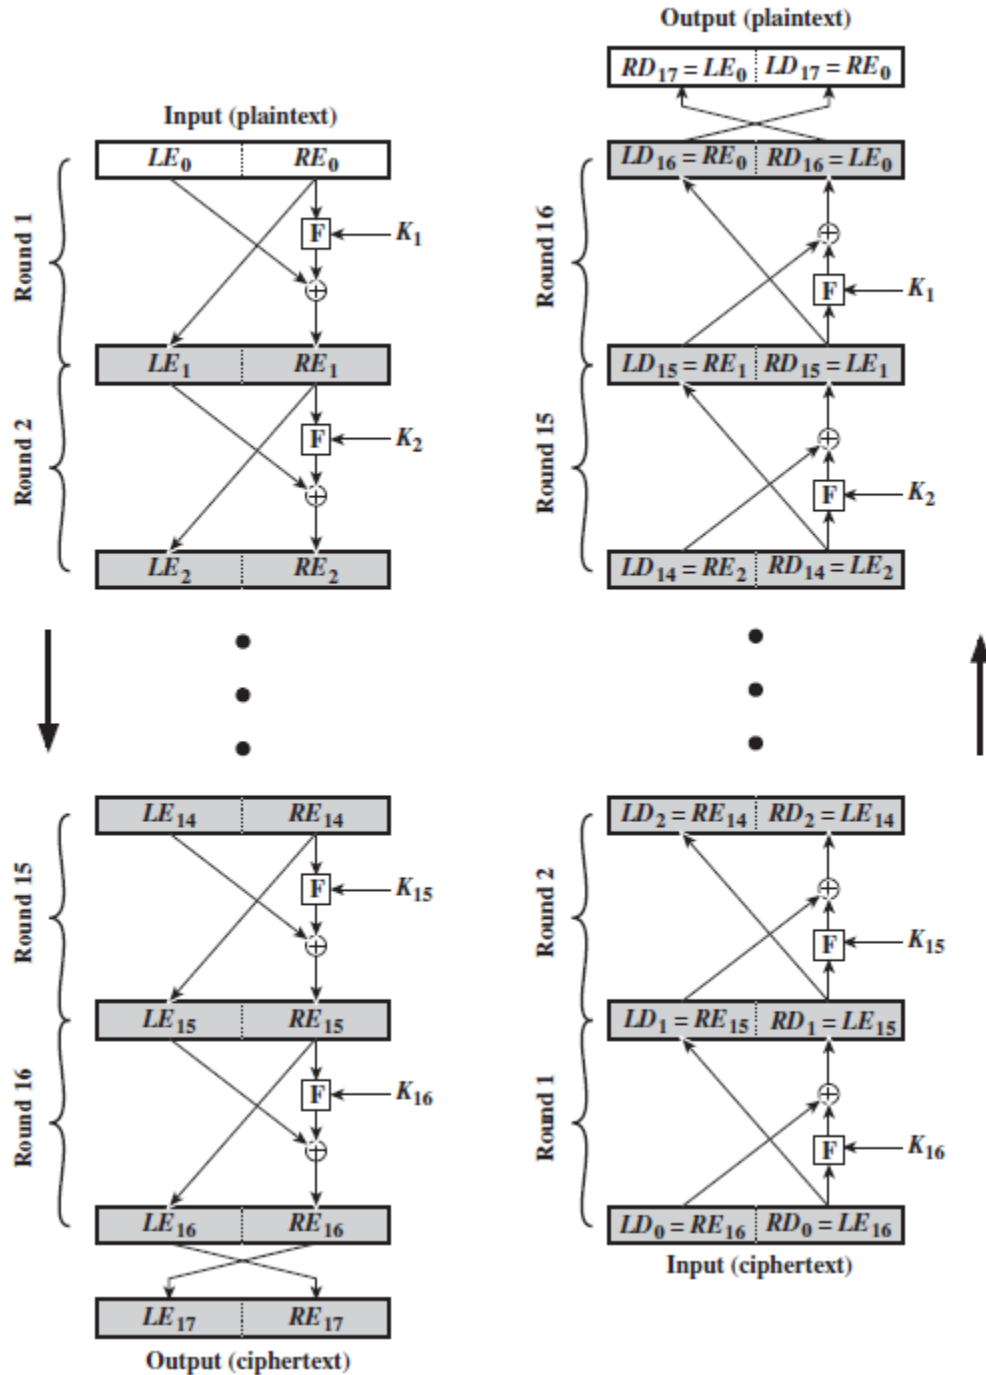 Input (plaintext)
LE₀ RE₀
Round 1
F K₁
LE₁ RE₁
Round 2
F K₂
LE₂ RE₂
LE₁₄ RE₁₄
Round 15
F K₁₅
LE₁₅ RE₁₅
Round 16
F K₁₆
LE₁₆ RE₁₆
LE₁₇ RE₁₇
Output (ciphertext)
Output (plaintext)
RD₁₇ = LE₀ LD₁₇ = RE₀
LD₁₆ = RE₀ RD₁₆ = LE₀
Round 16
F K₁
LD₁₅ = RE₁ RD₁₅ = LE₁
Round 15
F K₂
LD₁₄ = RE₂ RD₁₄ = LE₂
LD₂ = RE₁₄ RD₂ = LE₁₄
Round 2
F K₁₅
LD₁ = RE₁₅ RD₁ = LE₁₅
Round 1
F K₁₆
LD₀ = RE₁₆ RD₀ = LE₁₆
Input (ciphertext)